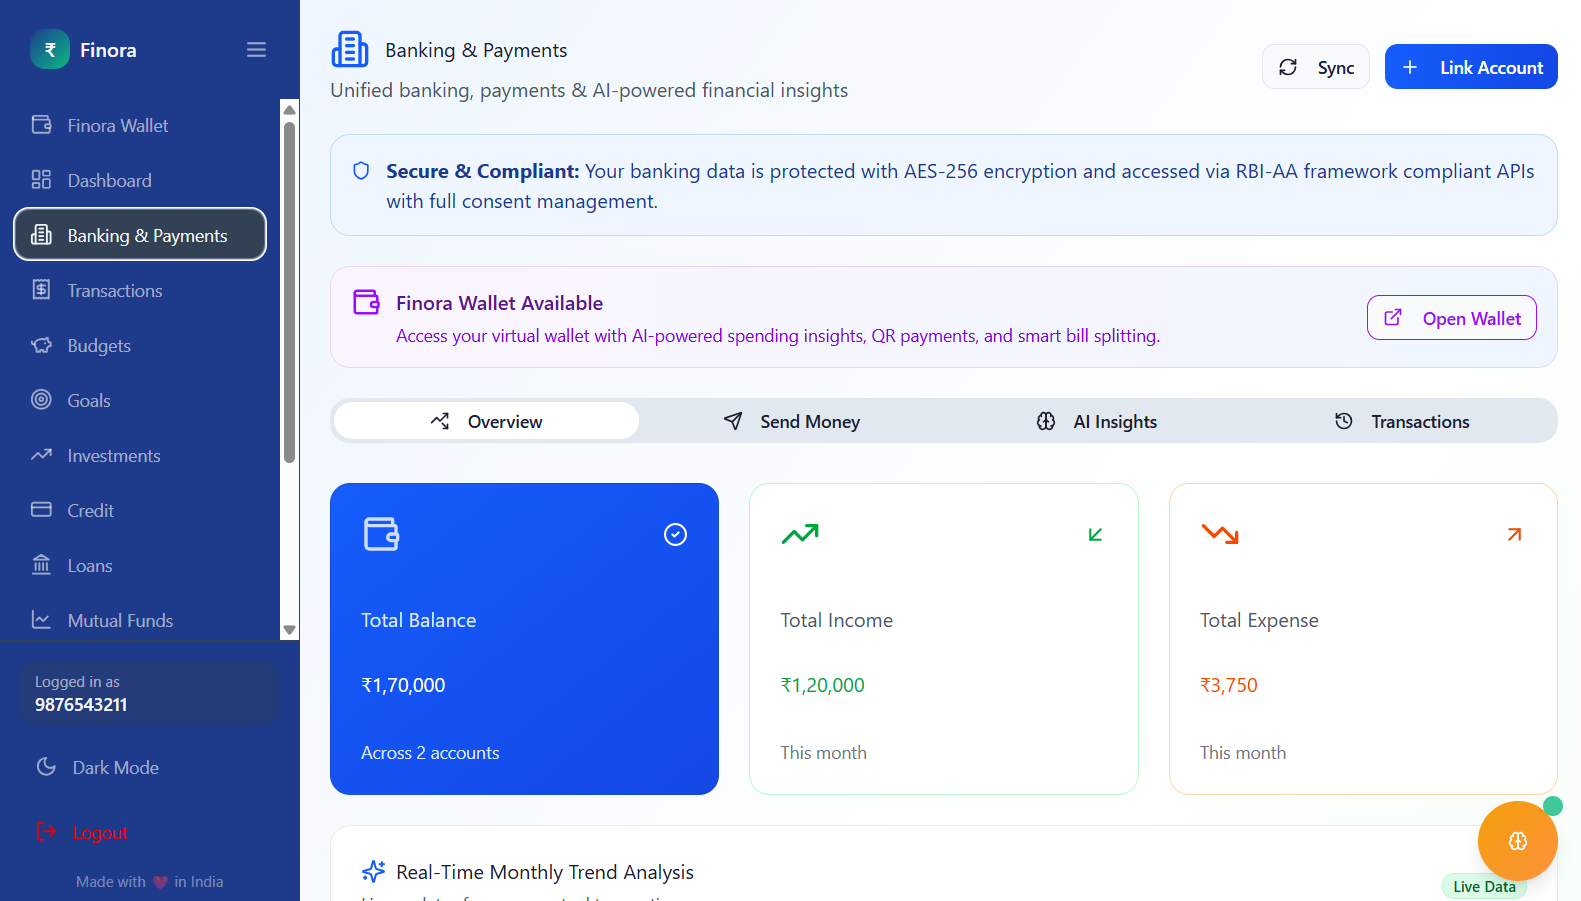 ₹ Finora
Finora Wallet
Dashboard
Banking & Payments
Transactions
Budgets
Goals
Investments
Credit
Loans
Mutual Funds
Logged in as
9876543211
Dark Mode
Logout
Made with ❤️ in India
Banking & Payments
Unified banking, payments & AI-powered financial insights
Sync
Link Account
Secure & Compliant: Your banking data is protected with AES-256 encryption and accessed via RBI-AA framework compliant APIs
with full consent management.
Finora Wallet Available
Access your virtual wallet with AI-powered spending insights, QR payments, and smart bill splitting.
Open Wallet
Overview
Send Money
AI Insights
Transactions
Total Balance
₹1,70,000
Across 2 accounts
Total Income
₹1,20,000
This month
Total Expense
₹3,750
This month
Real-Time Monthly Trend Analysis
Live Data